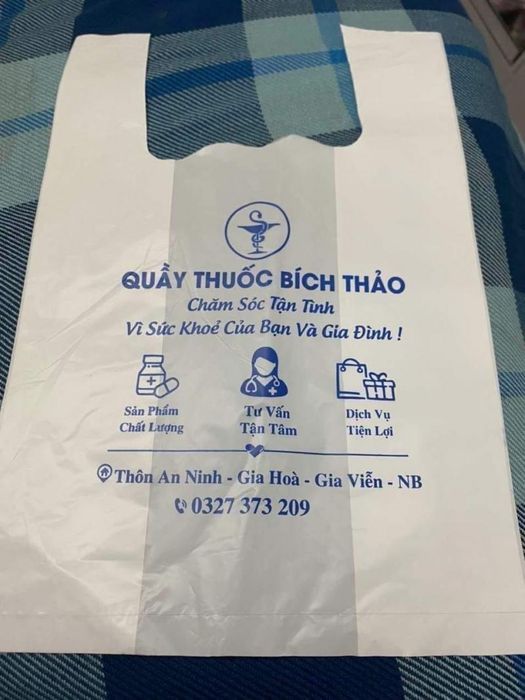 QUẦY THUỐC BÍCH THẢO
Chăm Sóc Tận Tình
Vì Sức Khoẻ Của Bạn Và Gia Đình !
Sản Phẩm
Chất Lượng
Tư Vấn
Tận Tâm
Dịch Vụ
Tiện Lợi
Thôn An Ninh - Gia Hoà - Gia Viễn - NB
0327 373 209